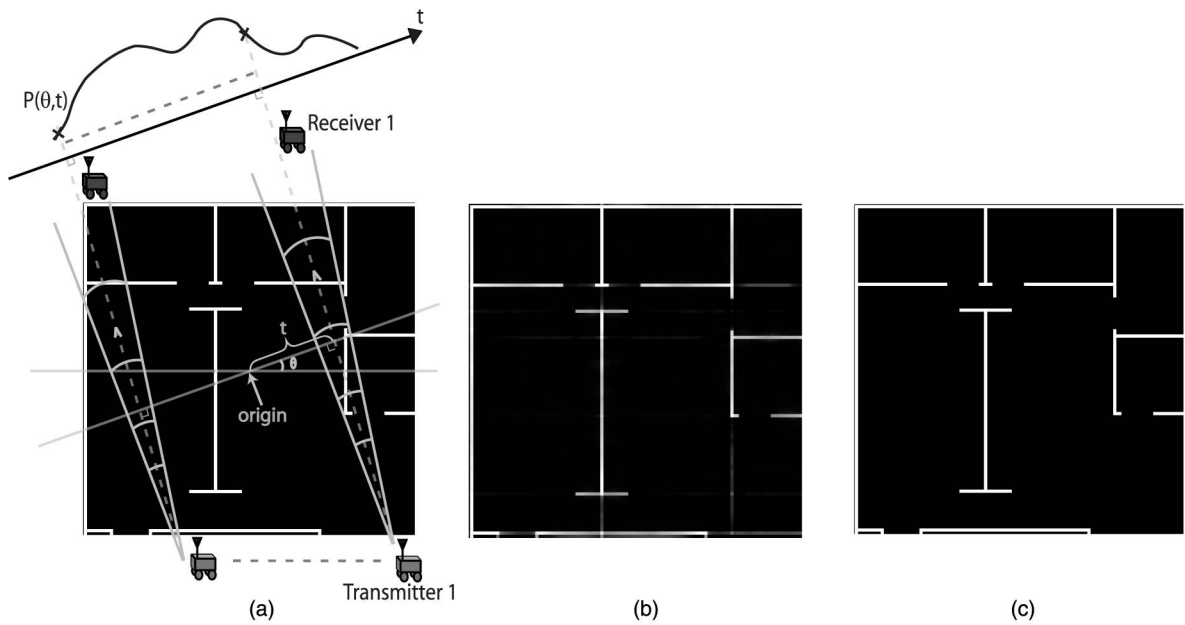 t
P(θ,t)
Receiver 1
t
θ
origin
Transmitter 1
(a)
(b)
(c)